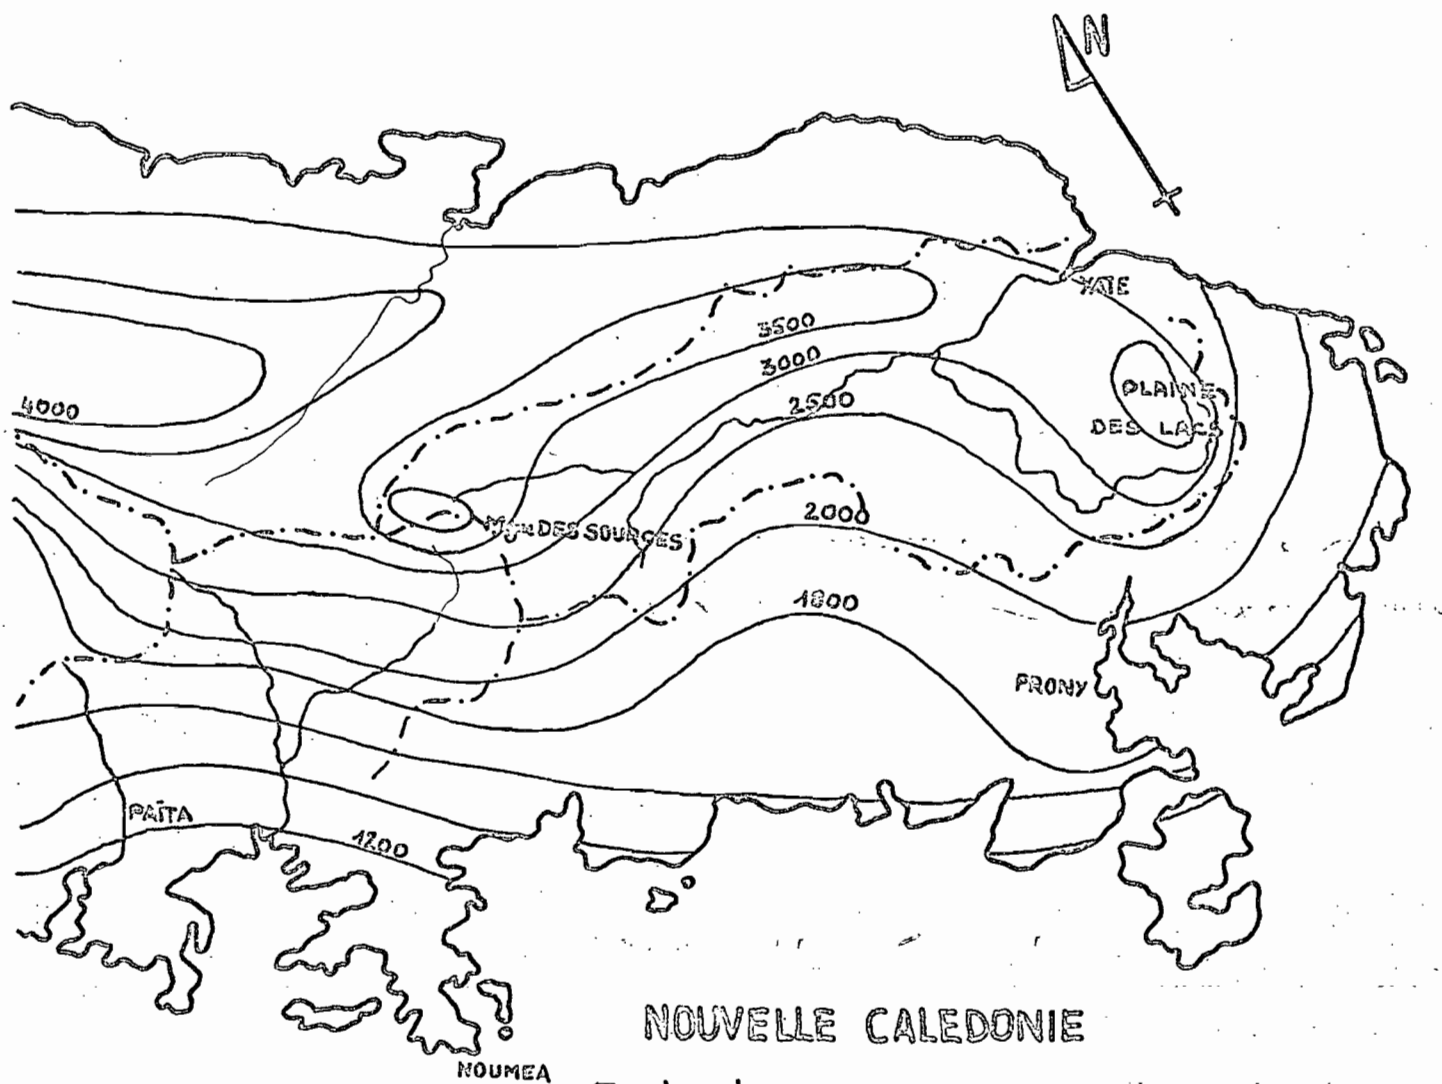 N
YATE
3500
3000
4000
PLAINE
2500
DES LACS
DES SOURCES
2000
1800
PRONY
PAÏTA
1200
NOUVELLE CALEDONIE
NOUMEA